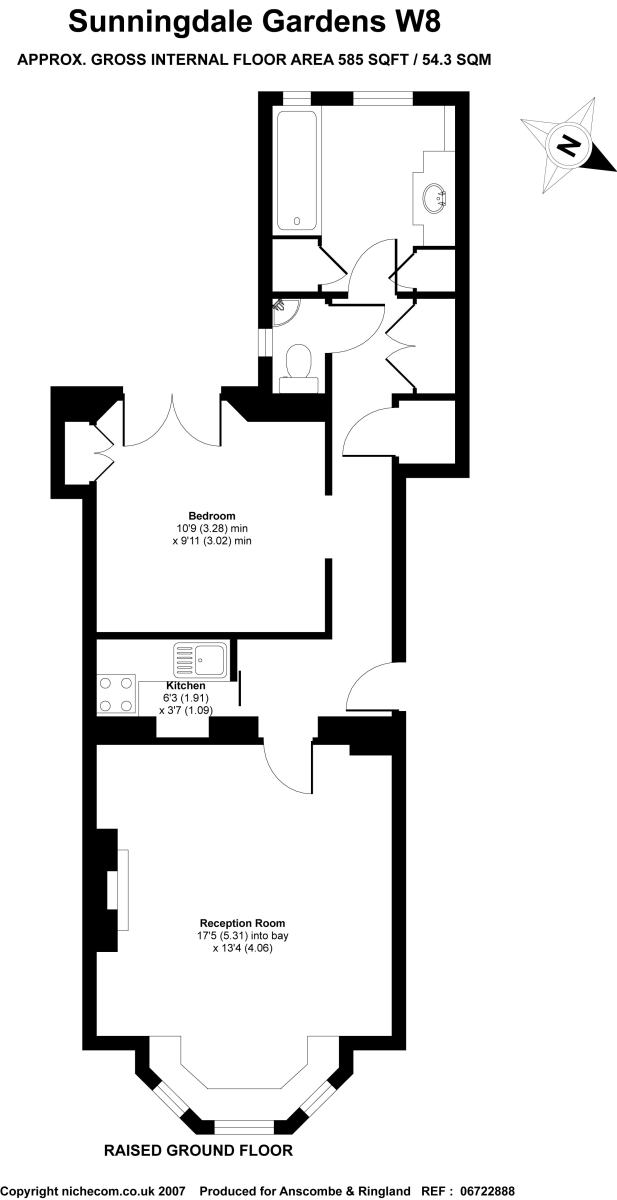 Sunningdale Gardens W8
APPROX. GROSS INTERNAL FLOOR AREA 585 SQFT / 54.3 SQM
N
Bedroom
10'9 (3.28) min
x 9'11 (3.02) min
Kitchen
6'3 (1.91)
x 3'7 (1.09)
Reception Room
17'5 (5.31) into bay
x 13'4 (4.06)
RAISED GROUND FLOOR
Copyright nichecom.co.uk 2007 Produced for Anscombe & Ringland REF : 06722888